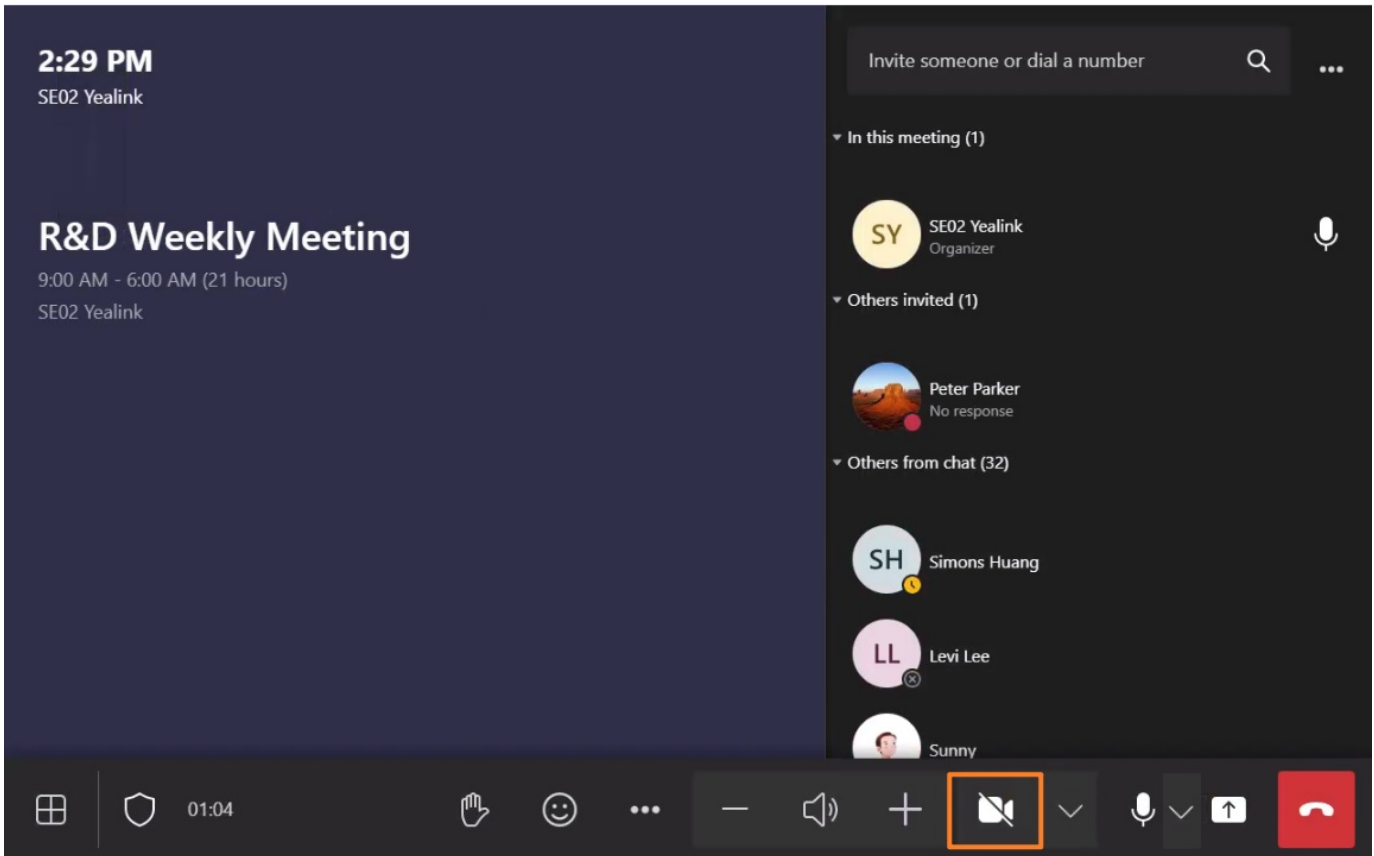 2:29 PM
SE02 Yealink
R&D Weekly Meeting
9:00 AM - 6:00 AM (21 hours)
SE02 Yealink
Invite someone or dial a number
In this meeting (1)
SY
SE02 Yealink
Organizer
Others invited (1)
Peter Parker
No response
Others from chat (32)
SH
Simons Huang
LL
Levi Lee
Sunny
01:04